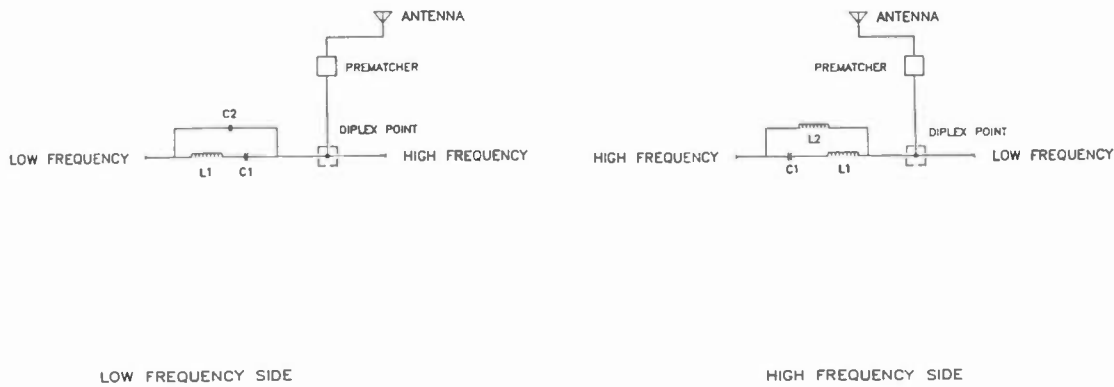 ANTENNA
PREMATCHER
C2
DIPLEX POINT
LOW FREQUENCY
HIGH FREQUENCY
L1
C1
LOW FREQUENCY SIDE
ANTENNA
PREMATCHER
DIPLEX POINT
L2
HIGH FREQUENCY
LOW FREQUENCY
C1
L1
HIGH FREQUENCY SIDE